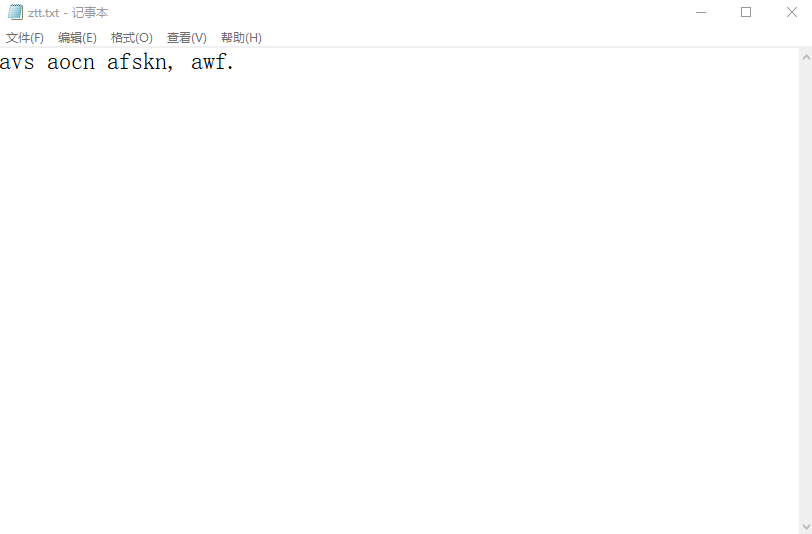 ztt.txt - 记事本
文件(F) 编辑(E) 格式(O) 查看(V) 帮助(H)
avs aocn afskn, awf.